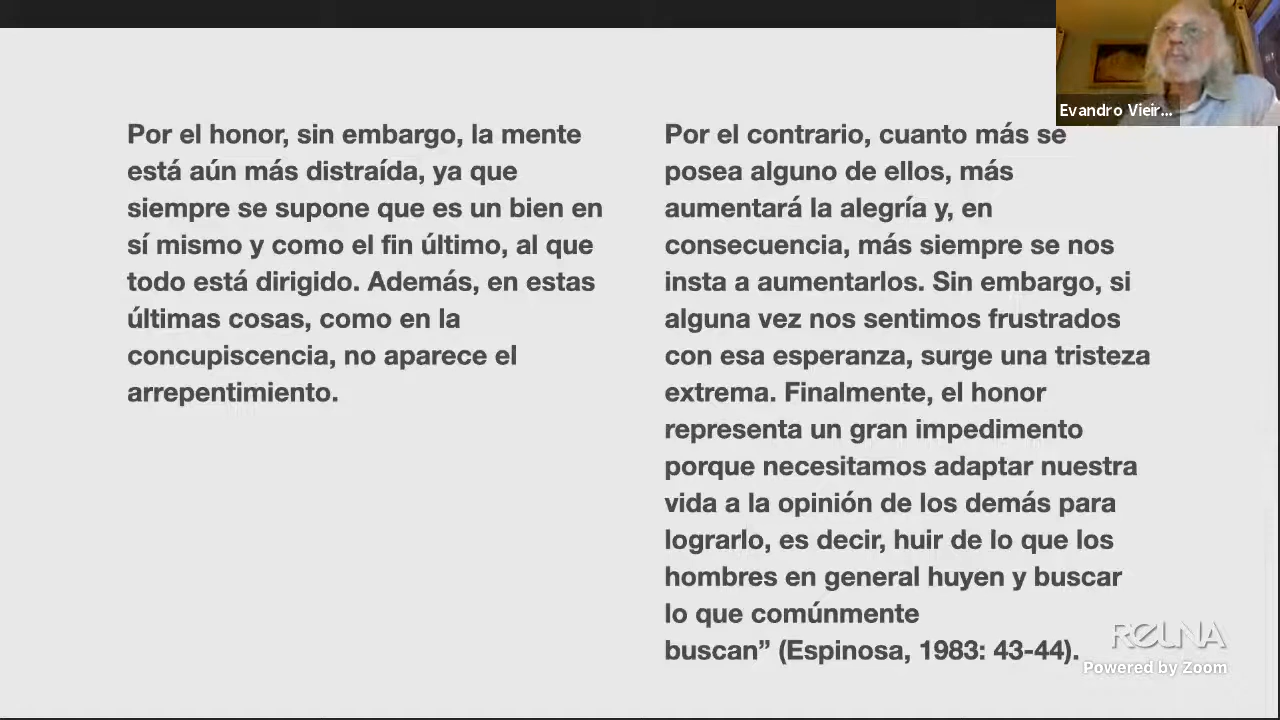 Por el honor, sin embargo, la mente
está aún más distraída, ya que
siempre se supone que es un bien en
sí mismo y como el fin último, al que
todo está dirigido. Además, en estas
últimas cosas, como en la
concupiscencia, no aparece el
arrepentimiento.
Por el contrario, cuanto más se
posea alguno de ellos, más
aumentará la alegría y, en
consecuencia, más siempre se nos
insta a aumentarlos. Sin embargo, si
alguna vez nos sentimos frustrados
con esa esperanza, surge una tristeza
extrema. Finalmente, el honor
representa un gran impedimento
porque necesitamos adaptar nuestra
vida a la opinión de los demás para
lograrlo, es decir, huir de lo que los
hombres en general huyen y buscar
lo que comúnmente
buscan” (Espinosa, 1983: 43-44).
Evandro Vieir...
REUNA
Powered by Zoom